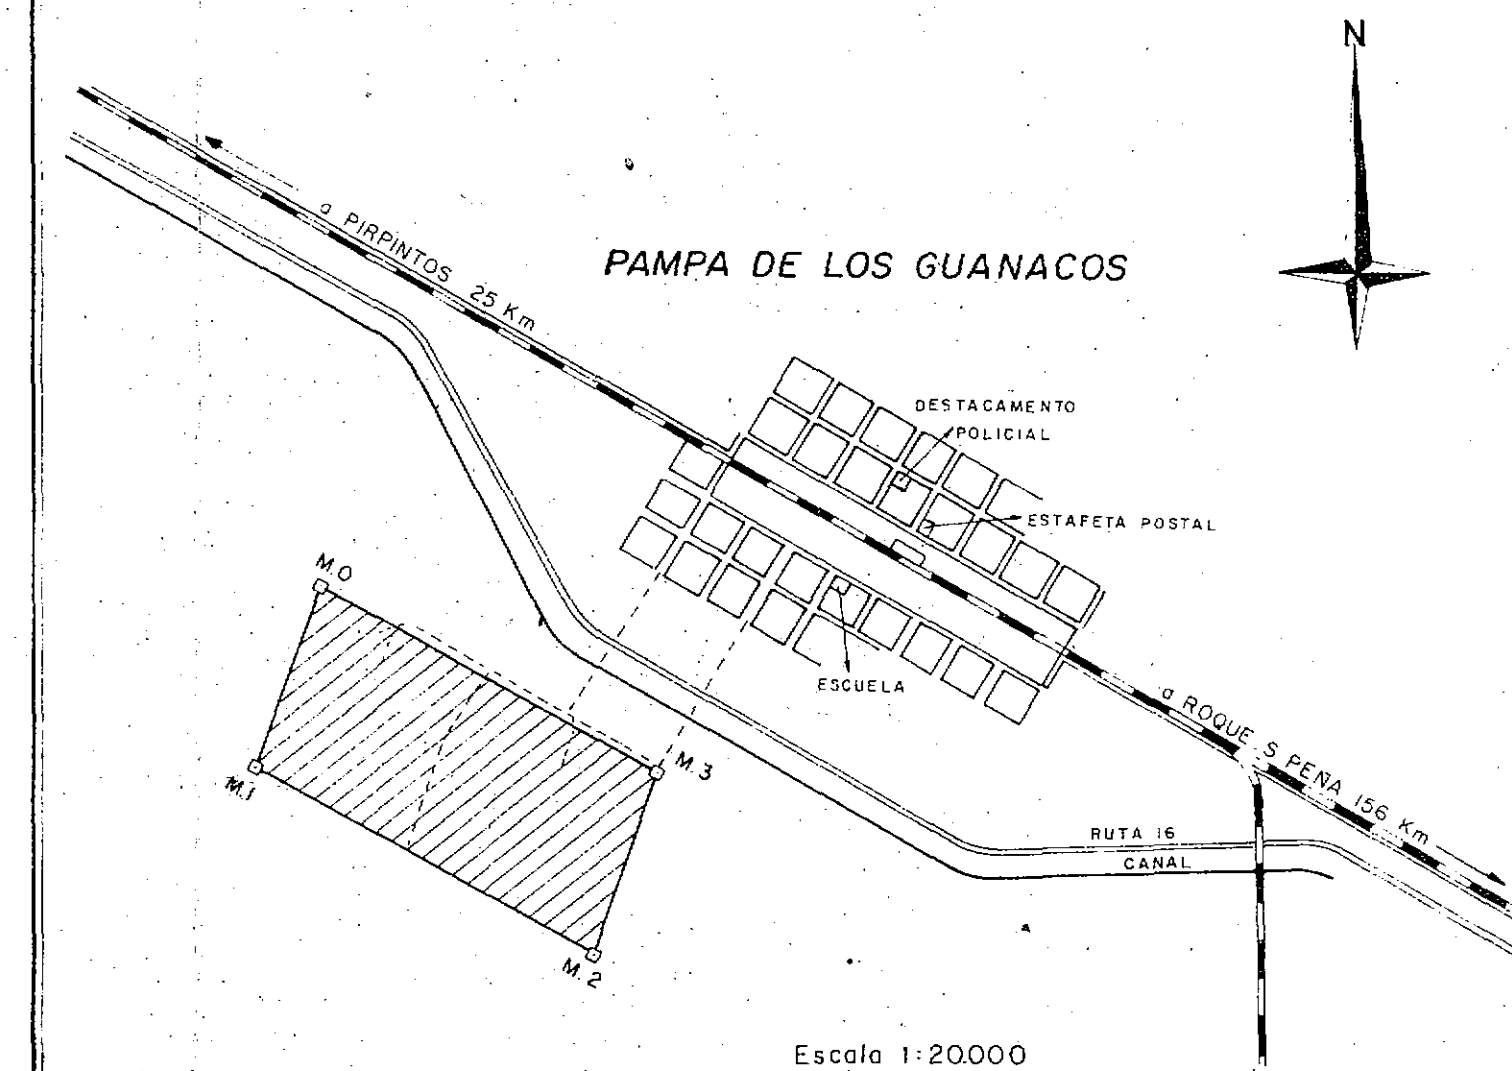 N
a PIRPINTOS 25 Km
PAMPA DE LOS GUANACOS
DESTACAMENTO
POLICIAL
ESTAFETA POSTAL
M.0
ESCUELA
M.3
M.1
a ROQUE S PEÑA 156 Km
RUTA 16
CANAL
M.2
Escala 1:20.000